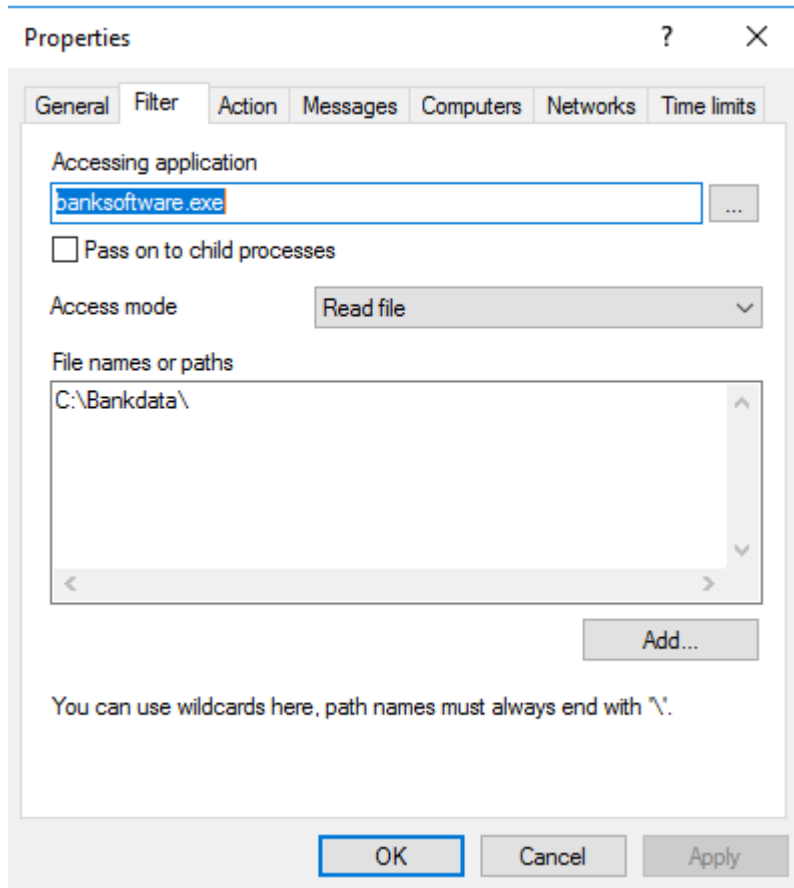 Properties ? ×
General Filter Action Messages Computers Networks Time limits
Accessing application
banksoftware.exe ...
Pass on to child processes
Access mode Read file
File names or paths
C:\Bankdata\
Add...
You can use wildcards here, path names must always end with '\'.
OK Cancel Apply